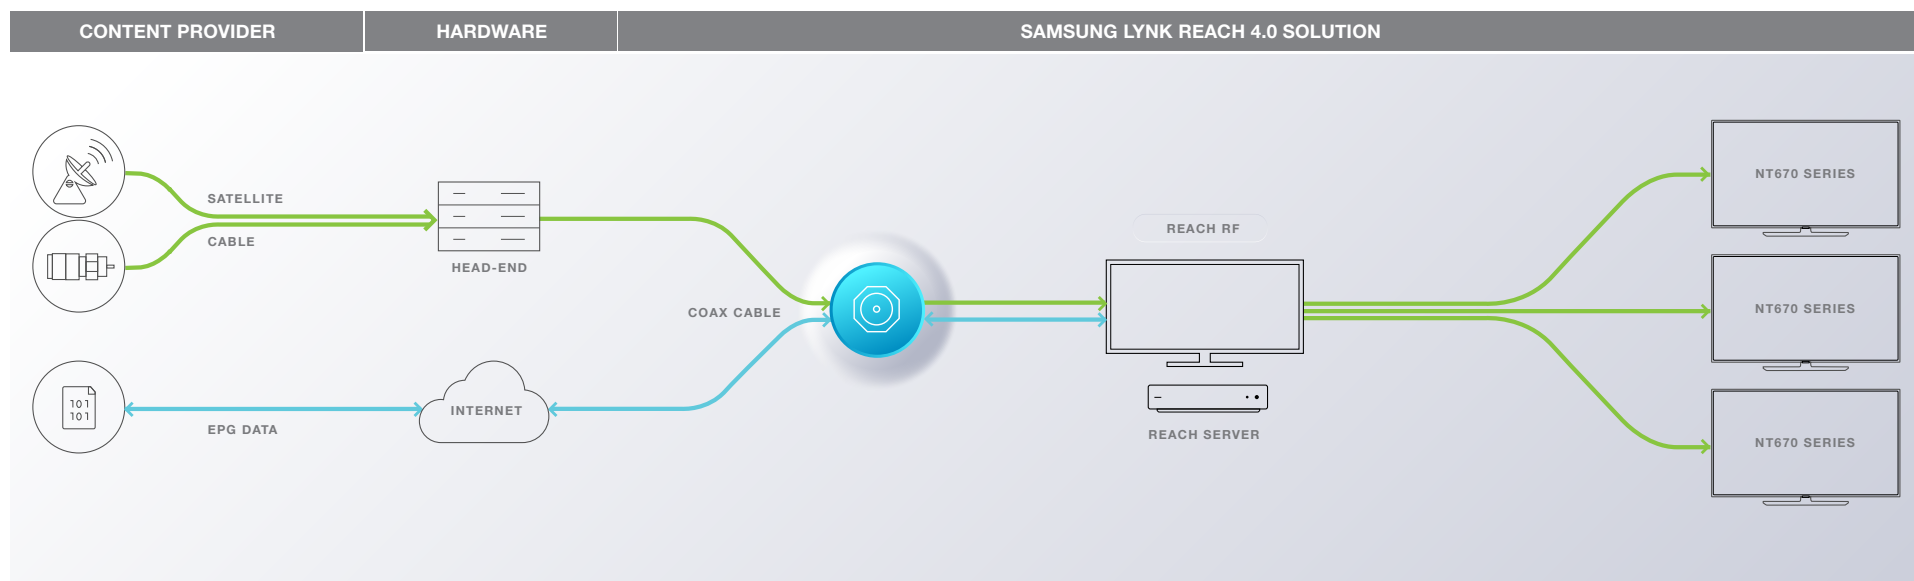 CONTENT PROVIDER
HARDWARE
SAMSUNG LYNK REACH 4.0 SOLUTION
SATELLITE
CABLE
HEAD-END
COAX CABLE
101
101
EPG DATA
INTERNET
REACH RF
REACH SERVER
NT670 SERIES
NT670 SERIES
NT670 SERIES